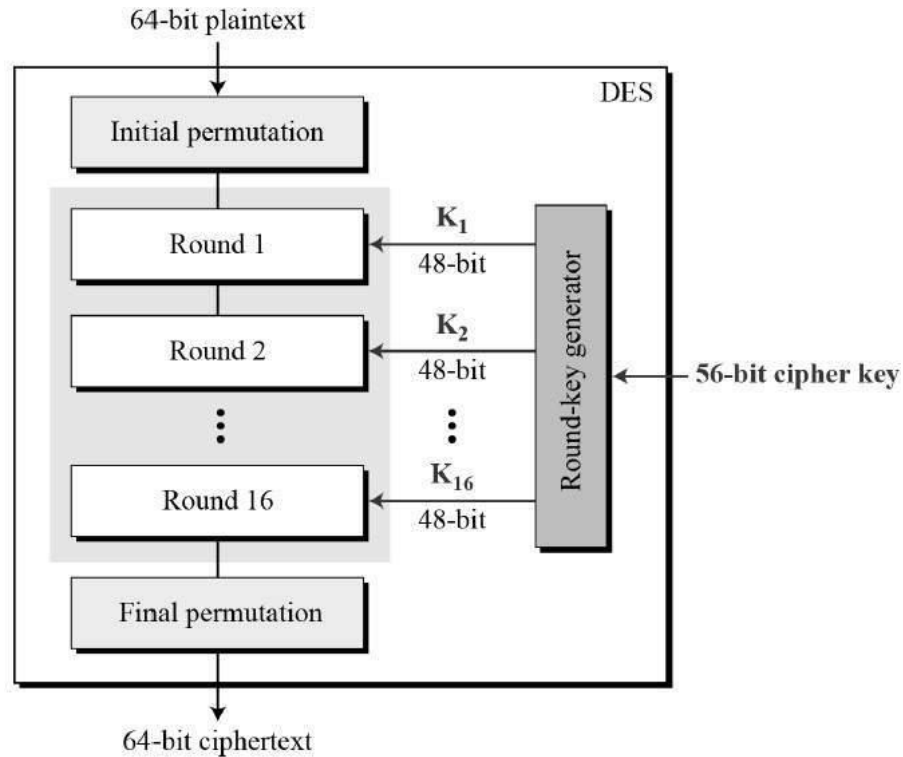 64-bit plaintext
DES
Initial permutation
K1
Round 1
48-bit
K2
Round 2
48-bit
Round-key generator
56-bit cipher key
K16
Round 16
48-bit
Final permutation
64-bit ciphertext